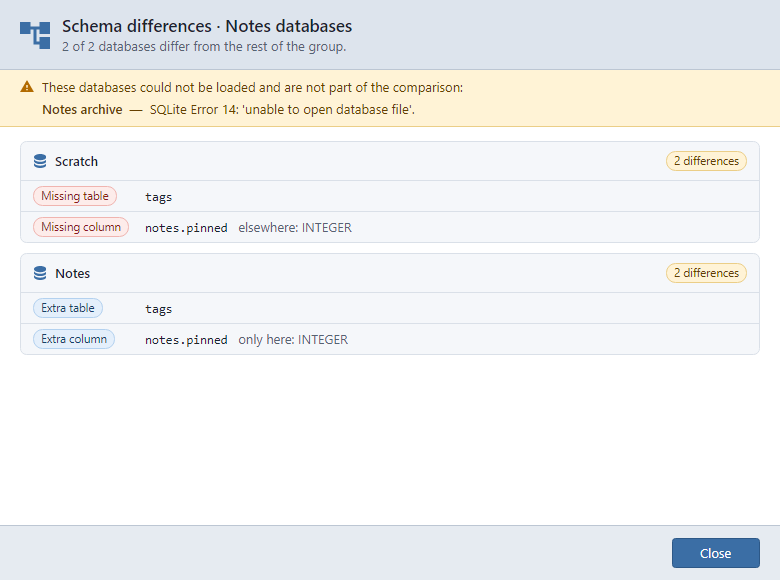 Schema differences · Notes databases
2 of 2 databases differ from the rest of the group.
These databases could not be loaded and are not part of the comparison:
Notes archive — SQLite Error 14: 'unable to open database file'.
Scratch 2 differences
Missing table tags
Missing column notes.pinned elsewhere: INTEGER
Notes 2 differences
Extra table tags
Extra column notes.pinned only here: INTEGER
Close